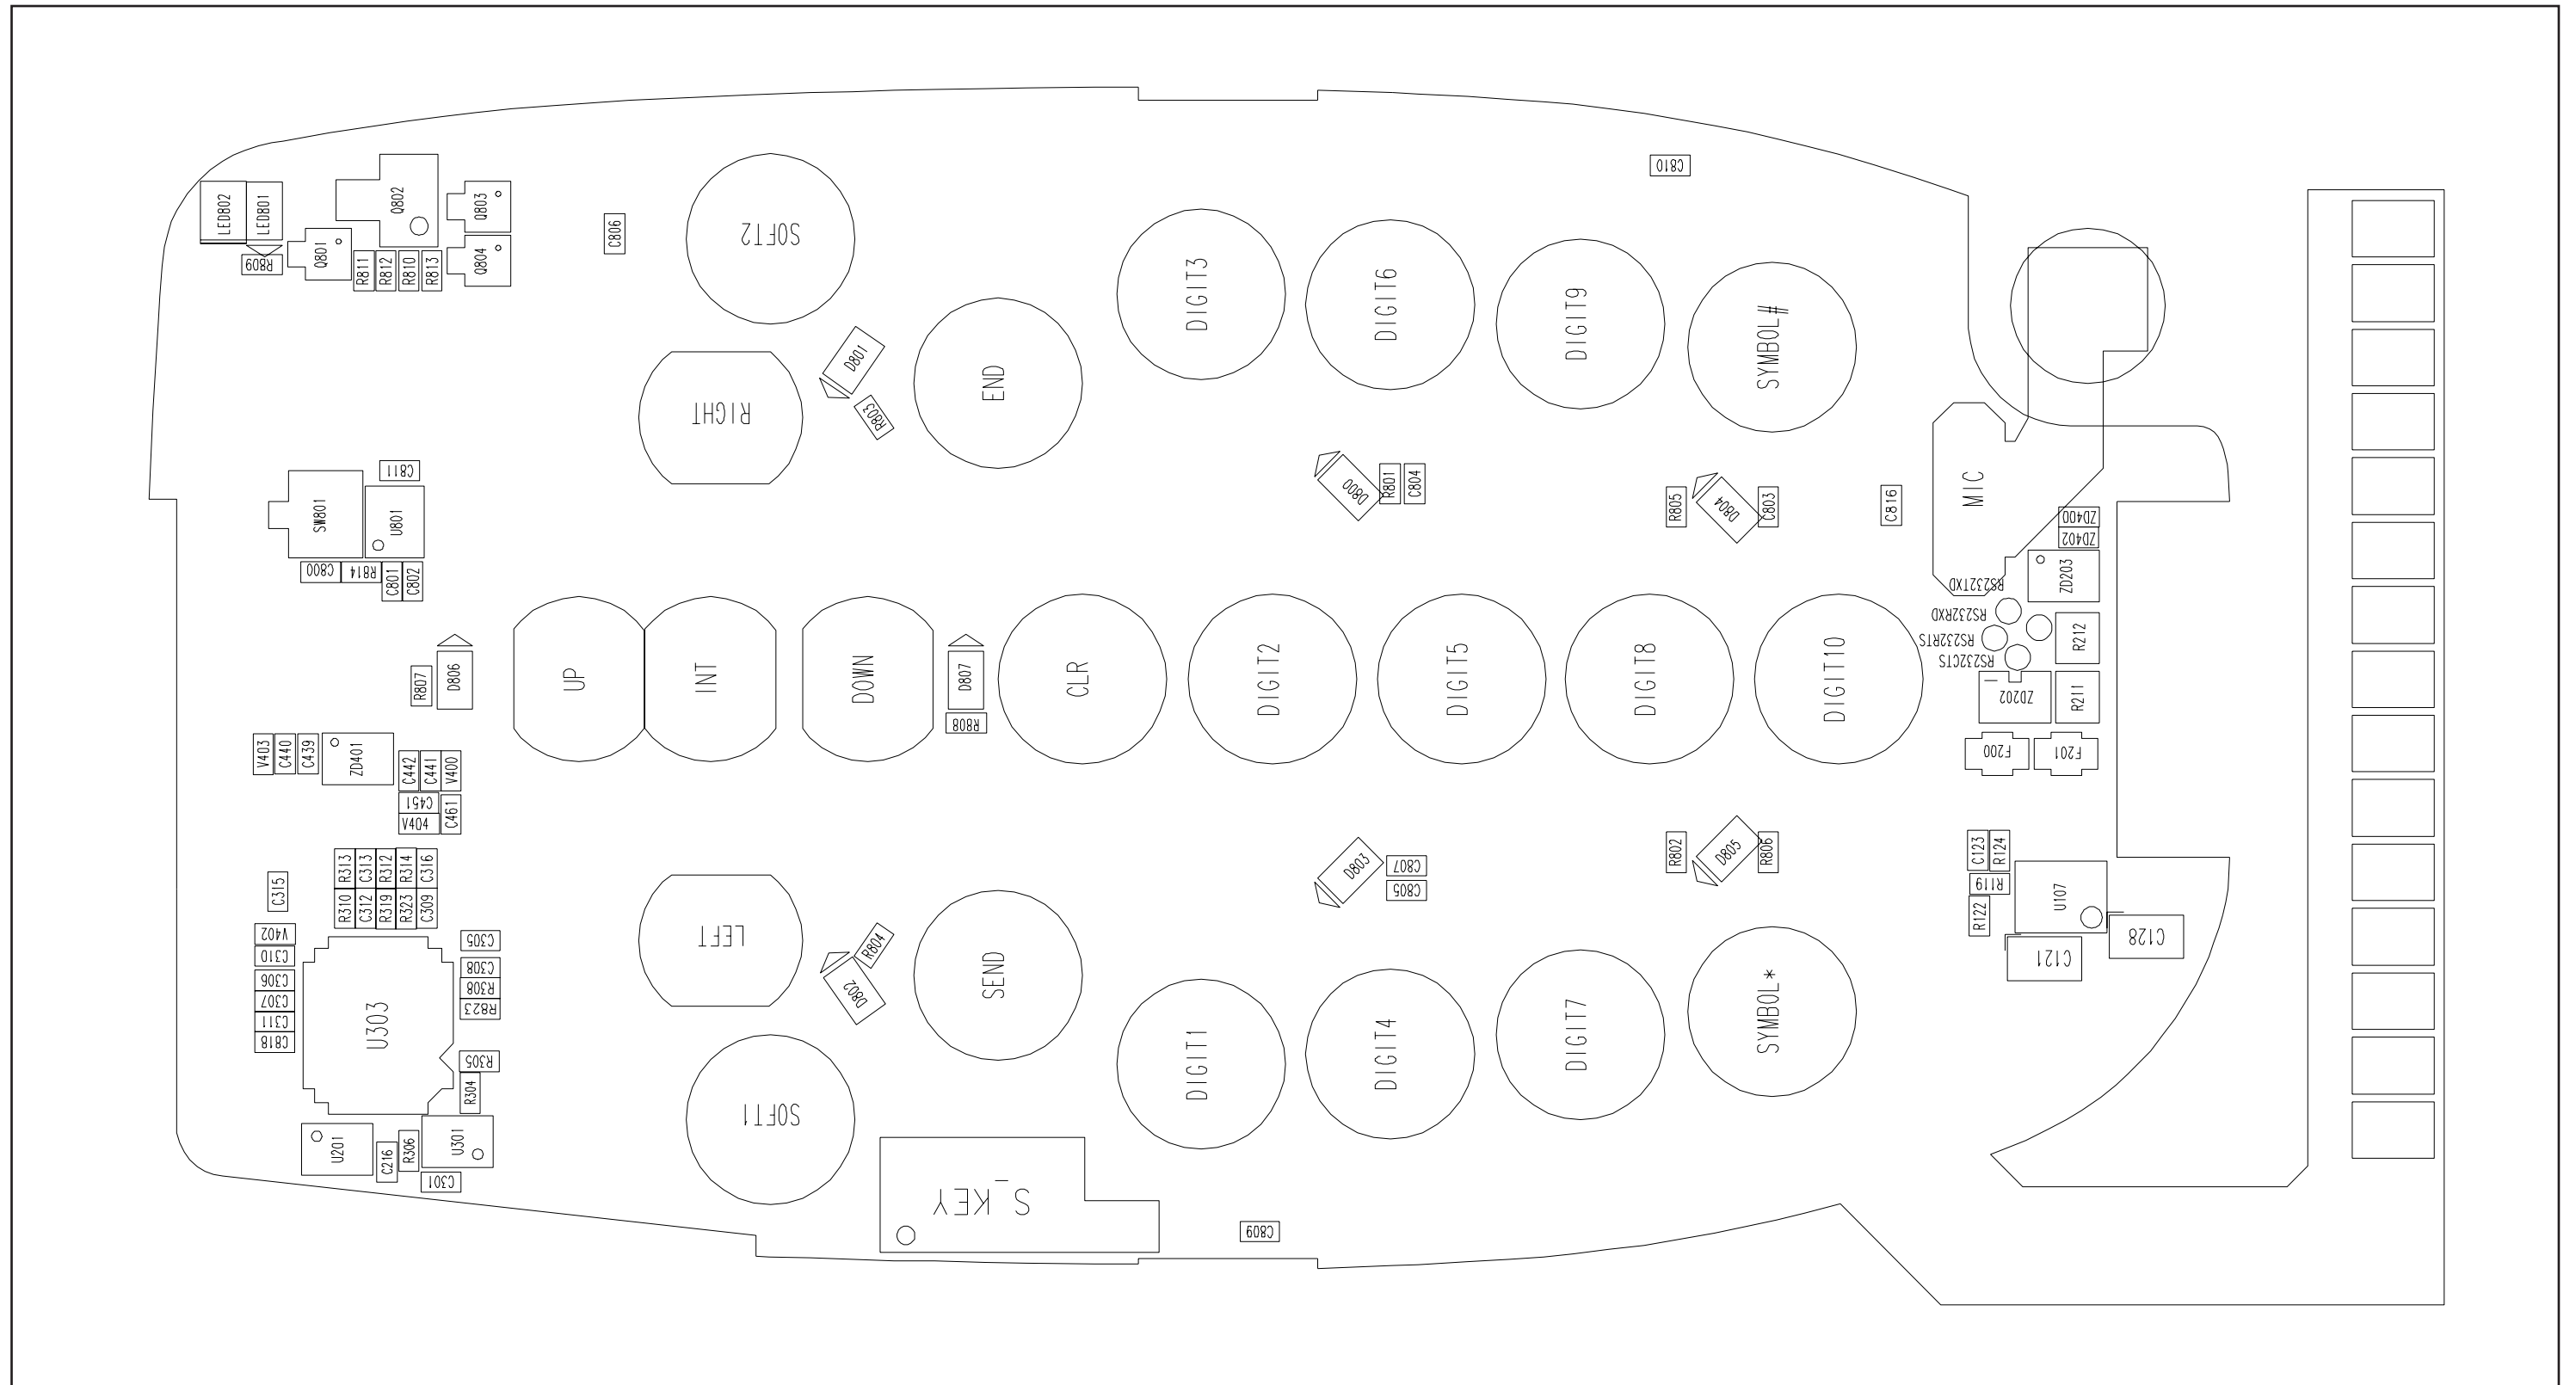 C810
LED802
LED801
Q802
Q803
C806
SOFT2
Q801
Q804
R809
R811
R812
R810
R813
DIGIT3
DIGIT6
DIGIT9
SYMBOL#
D801
END
RIGHT
R803
C811
D800
R801
C804
R805
D804
C803
C816
MIC
SW801
U801
ZD400
ZD402
C800
R814
C801
C802
ZD203
RS232TXD
RS232RXD
RS232RTS
RS232CTS
R212
R807
D806
UP
INT
DOWN
D807
R808
CLR
DIGIT2
DIGIT5
DIGIT8
DIGIT10
ZD202
R211
V403
C440
C439
ZD401
C442
C441
V400
F200
F201
C451
V404
C461
R313
C313
R312
R314
C316
C315
R310
C312
R319
R323
C309
D803
C807
C805
R802
D805
R806
C123
R124
R119
R122
U107
C128
C121
V402
C310
C306
C307
C311
C818
C305
C308
R308
R823
U303
LEFT
R804
D802
SEND
SYMBOL*
DIGIT1
DIGIT4
DIGIT7
R305
R304
SOFT1
U201
C216
R306
U301
C301
S_KEY
C809